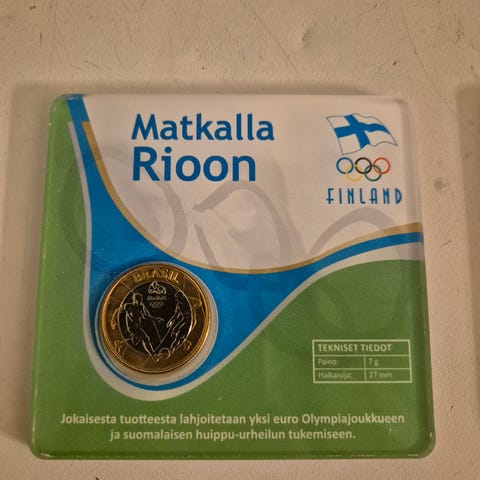 Matkalla
Rioon
FINLAND
BRASIL
TEKNISET TIEDOT
Paino: 7 g
Halkaisija: 27 mm
Jokaisesta tuotteesta lahjoitetaan yksi euro Olympiajoukkueen
ja suomalaisen huippu-urheilun tukemiseen.